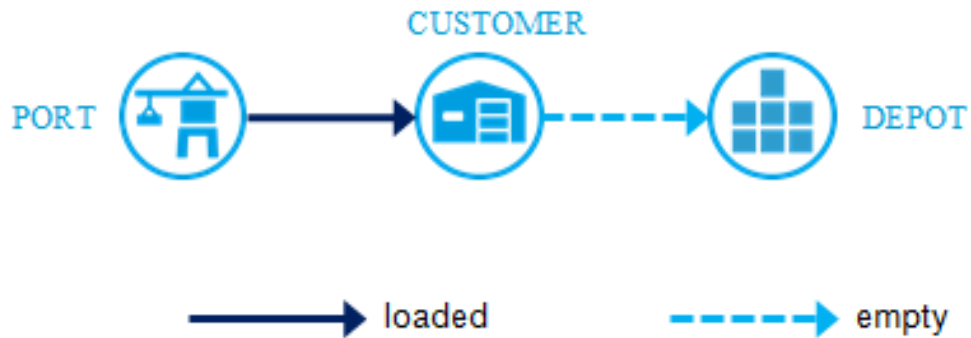 CUSTOMER
PORT
DEPOT
loaded
empty